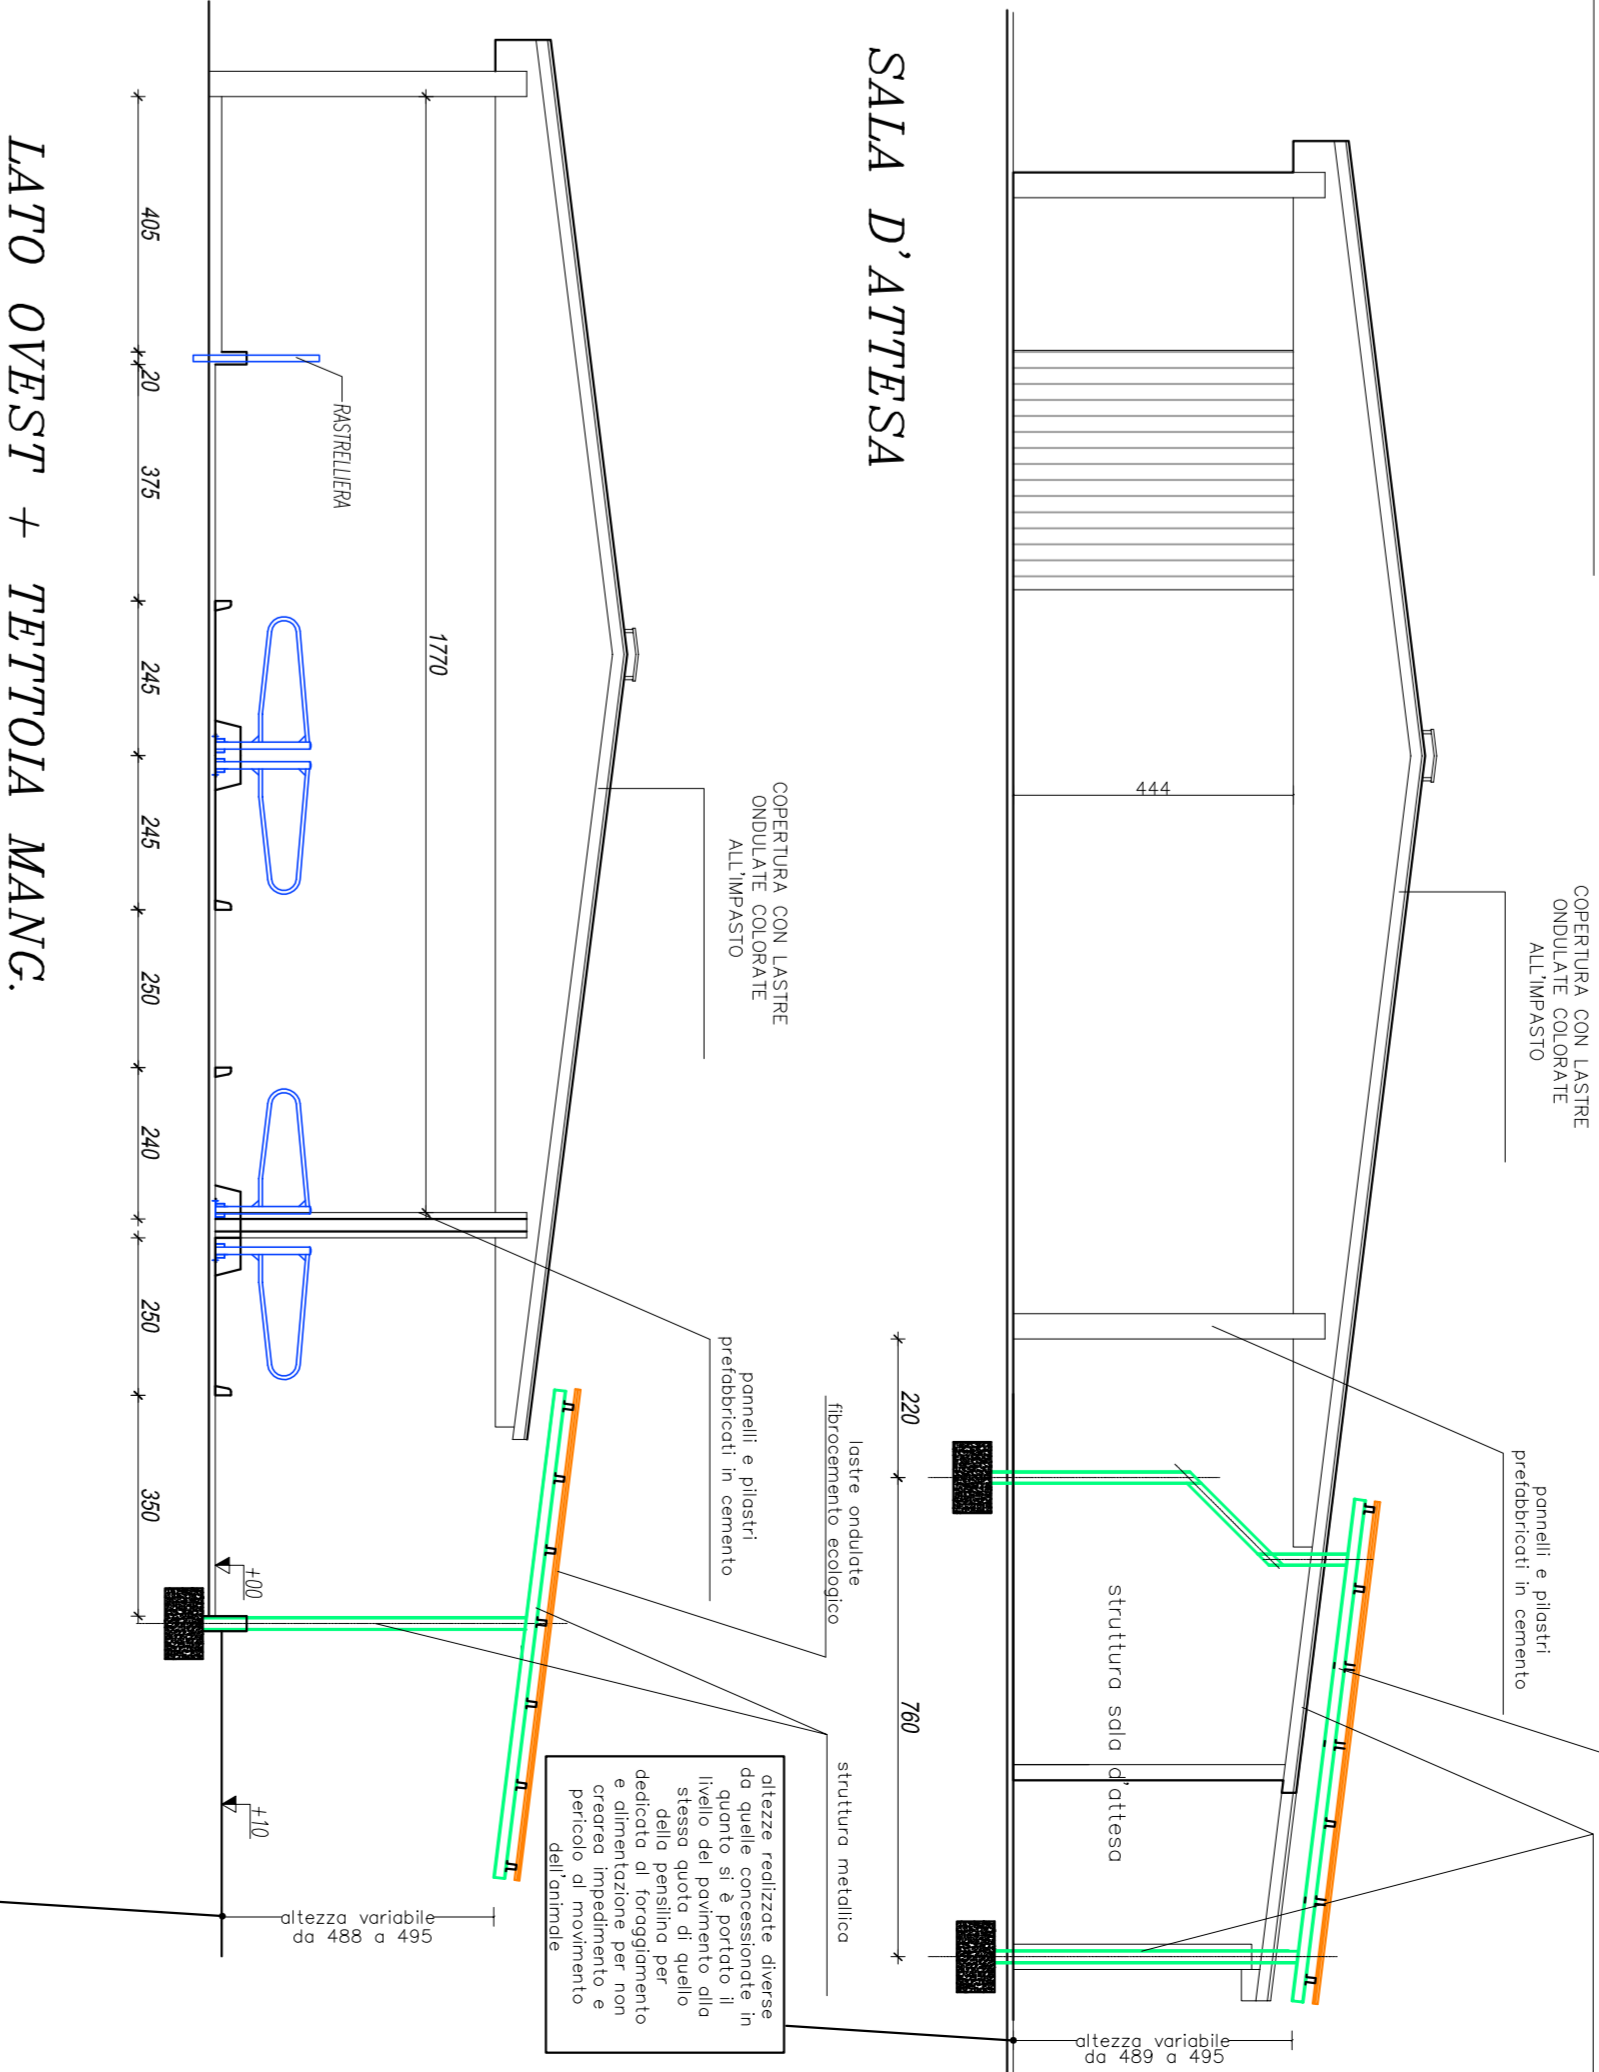 COPERTURA CON LASTRE
ONDULATE COLORATE
ALL'IMPASTO
pannelli e pilastri
prefabbricati in cemento
444
struttura sala d'attesa
altezza variabile
da 489 a 495
220
760
SALA D'ATTESA
COPERTURA CON LASTRE
ONDULATE COLORATE
ALL'IMPASTO
lastre ondulate
fibrocemento ecologico
struttura metallica
pannelli e pilastri
prefabbricati in cemento
altezze realizzate diverse
da quelle concessionate in
quanto si è portato il
livello del pavimento alla
stessa quota di quello
della pensilina per
dedicata al foraggiamento
e alimentazione per non
crearea impedimento e
pericolo al movimento
dell'animale
1770
RASTRELLIERA
+00
+10
altezza variabile
da 488 a 495
405
20
375
245
245
250
240
250
350
LATO OVEST + TETTOIA MANG.